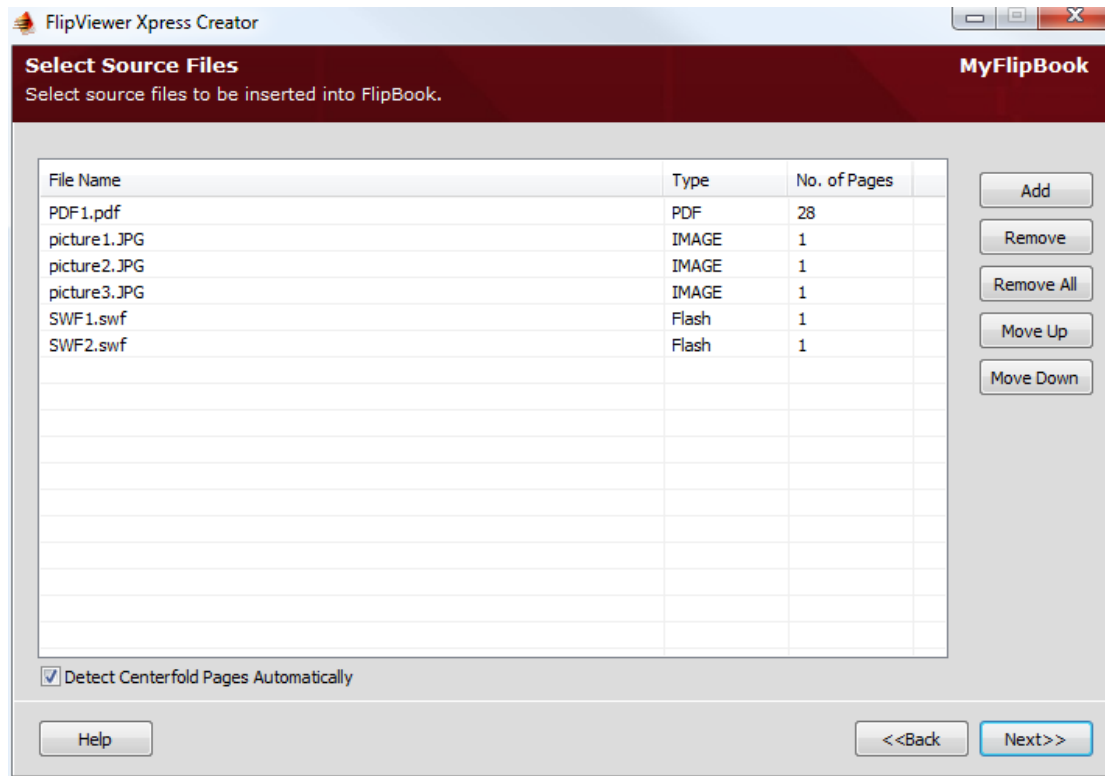 FlipViewer Xpress Creator
Select Source Files
MyFlipBook
Select source files to be inserted into FlipBook.
File Name Type No. of Pages
PDF1.pdf PDF 28
picture1.JPG IMAGE 1
picture2.JPG IMAGE 1
picture3.JPG IMAGE 1
SWF1.swf Flash 1
SWF2.swf Flash 1
Add
Remove
Remove All
Move Up
Move Down
Detect Centerfold Pages Automatically
Help
<<Back
Next>>